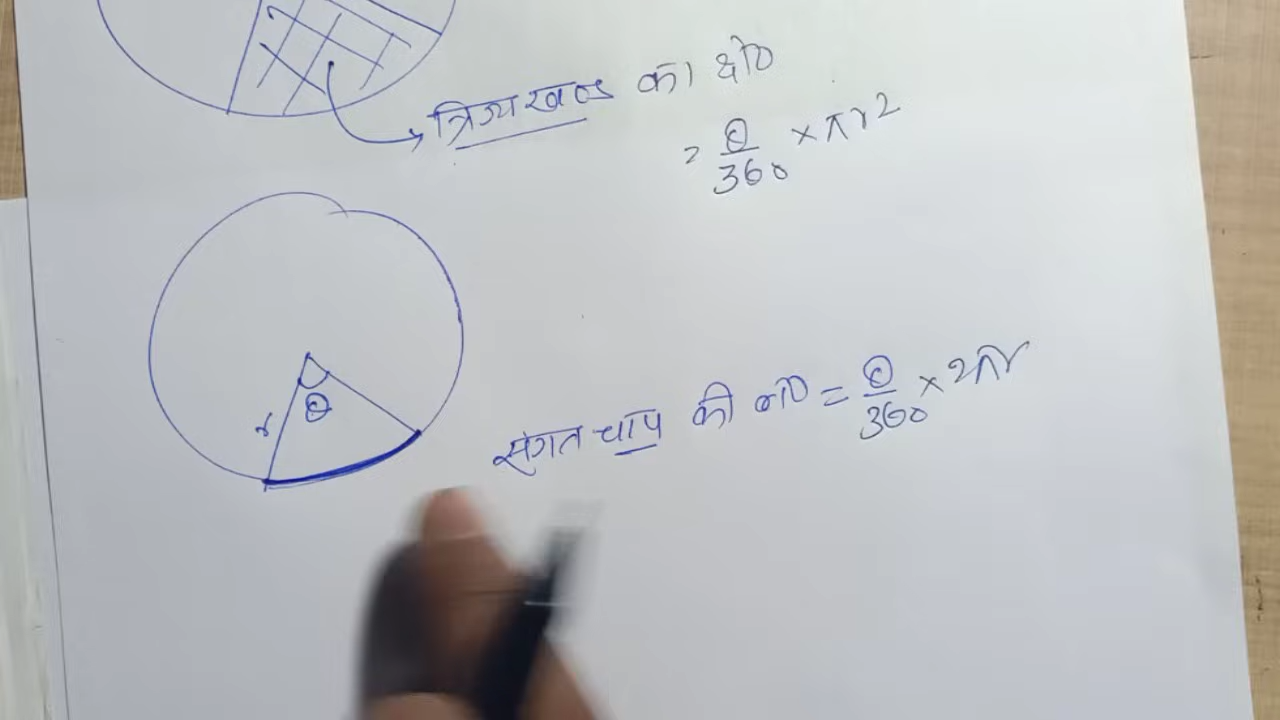 त्रिज्यखण्ड का क्षे०
= θ/360 × πr2
θ
r
संगत चाप की ल० = θ/360 × 2πr